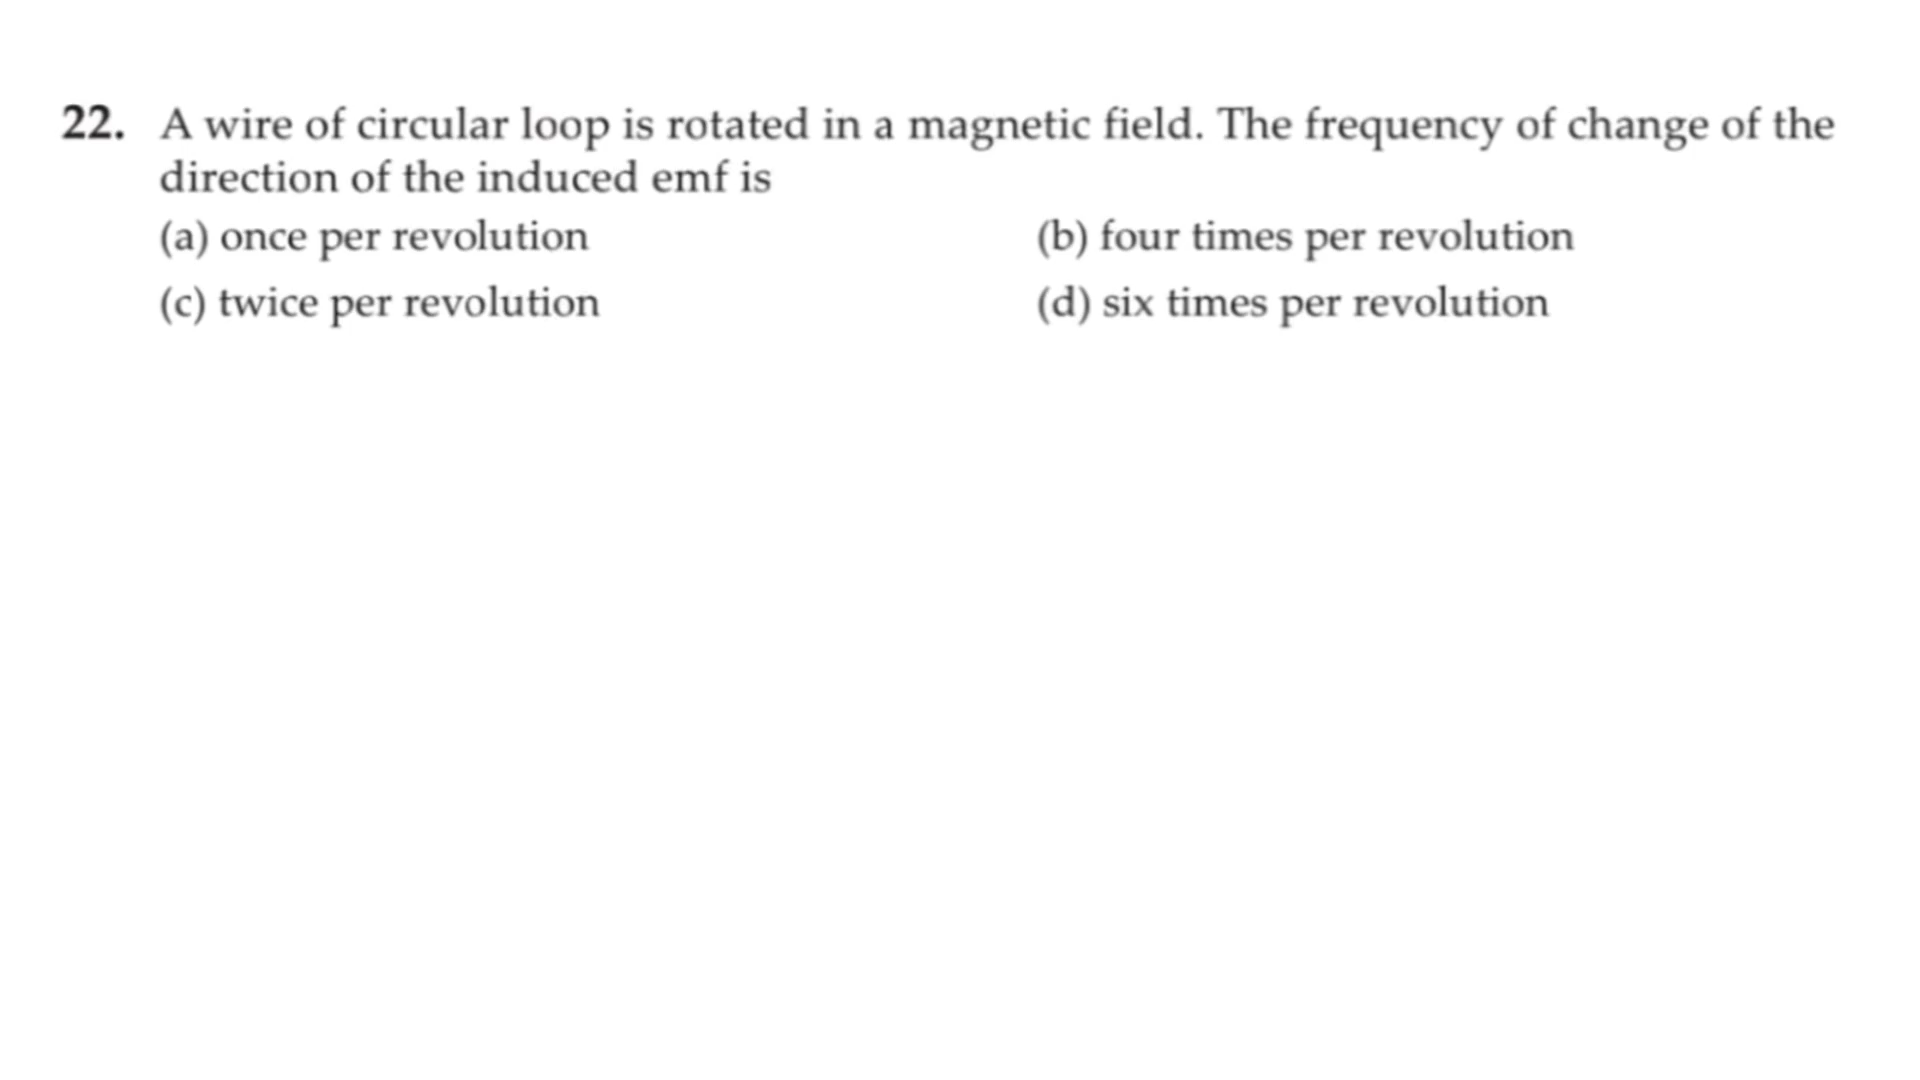 22. A wire of circular loop is rotated in a magnetic field. The frequency of change of the
direction of the induced emf is
(a) once per revolution (b) four times per revolution
(c) twice per revolution (d) six times per revolution